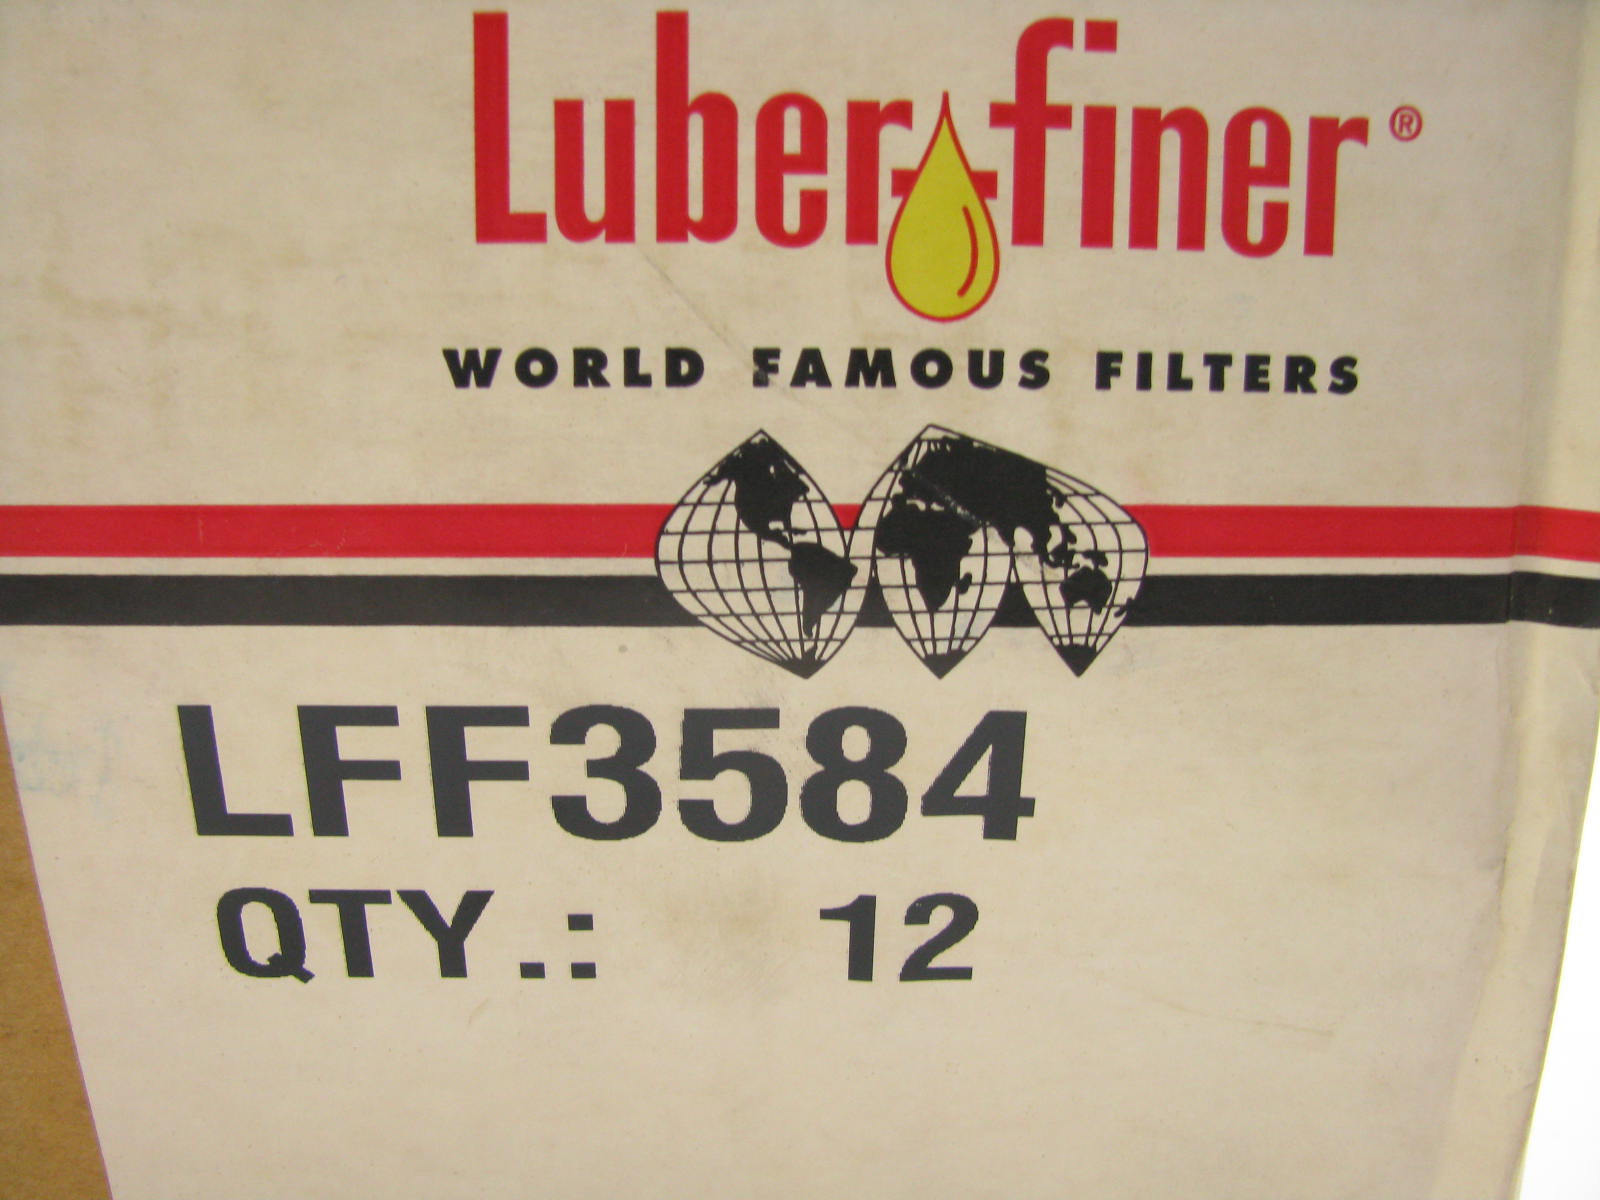 Luber-finer®
WORLD FAMOUS FILTERS
LFF3584
QTY.: 12